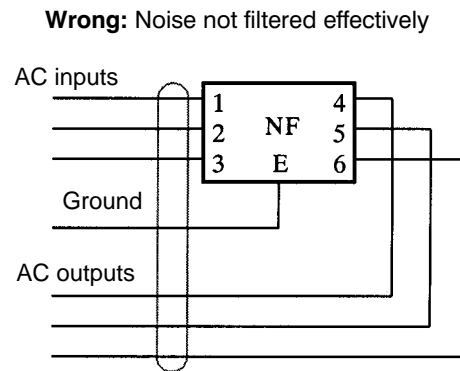 Wrong: Noise not filtered effectively
AC inputs
1 4
2 NF 5
3 E 6
Ground
AC outputs